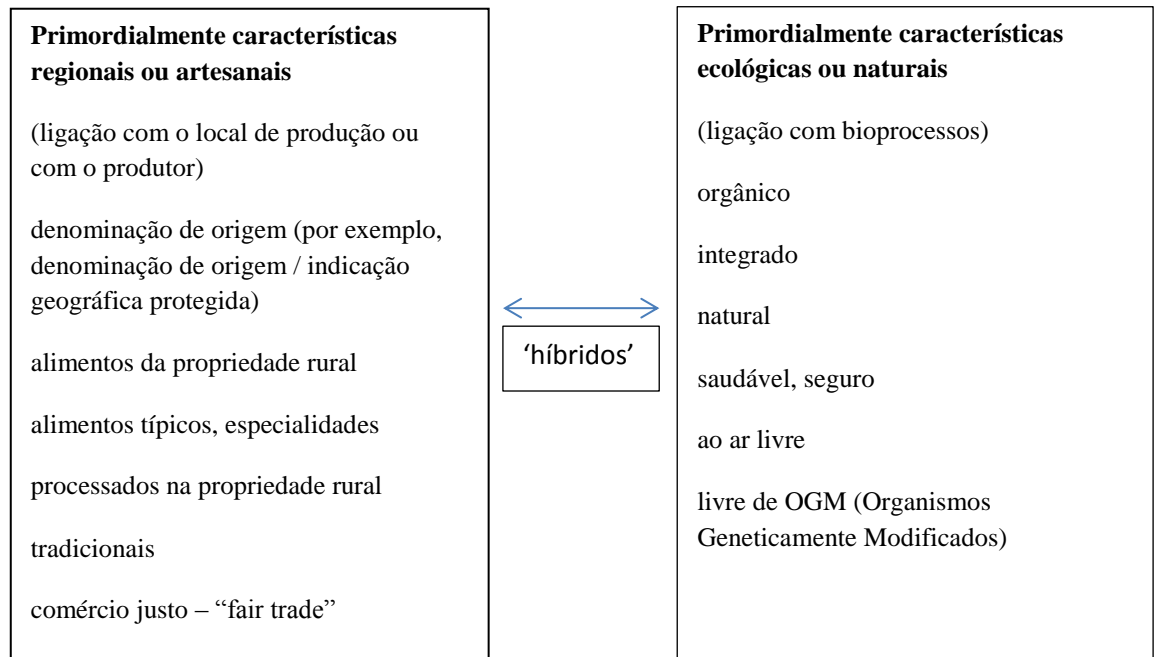 Primordialmente características
regionais ou artesanais
(ligação com o local de produção ou
com o produtor)
denominação de origem (por exemplo,
denominação de origem / indicação
geográfica protegida)
alimentos da propriedade rural
alimentos típicos, especialidades
processados na propriedade rural
tradicionais
comércio justo – “fair trade”
‘híbridos’
Primordialmente características
ecológicas ou naturais
(ligação com bioprocessos)
orgânico
integrado
natural
saudável, seguro
ao ar livre
livre de OGM (Organismos
Geneticamente Modificados)